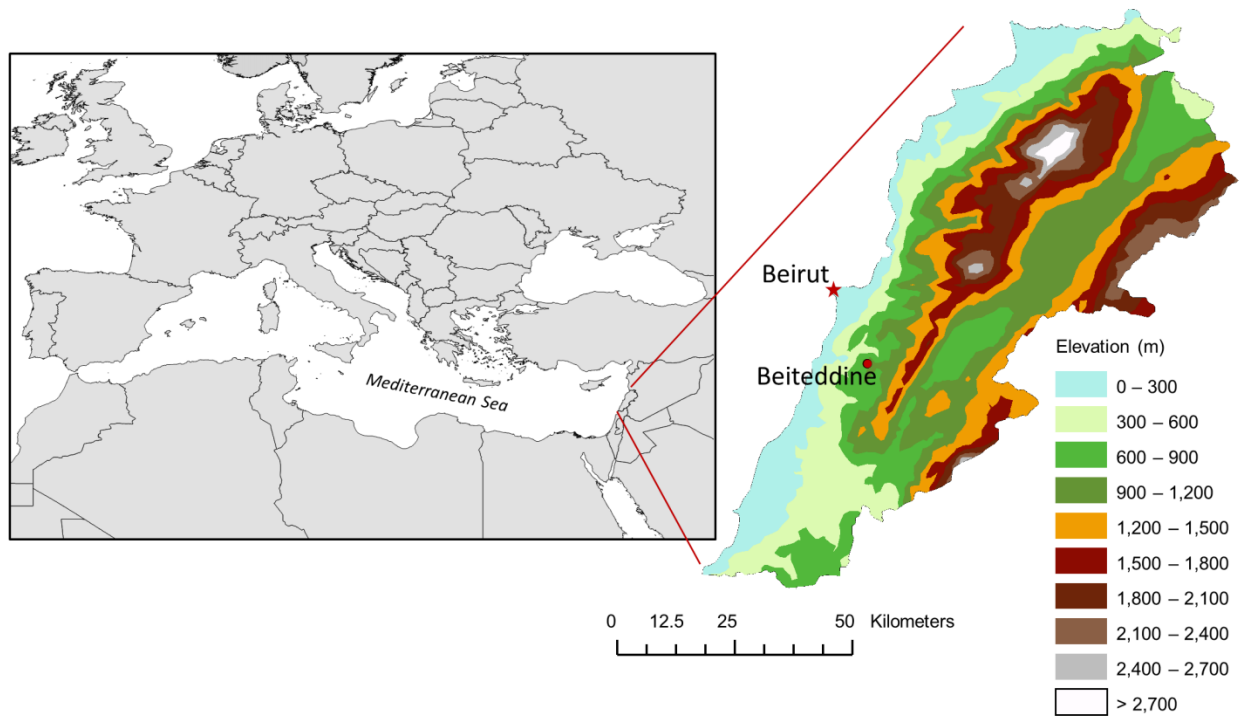 Mediterranean Sea
Beirut
Beiteddine
Elevation (m)
0 – 300
300 – 600
600 – 900
900 – 1,200
1,200 – 1,500
1,500 – 1,800
1,800 – 2,100
2,100 – 2,400
2,400 – 2,700
> 2,700
0 12.5 25 50 Kilometers